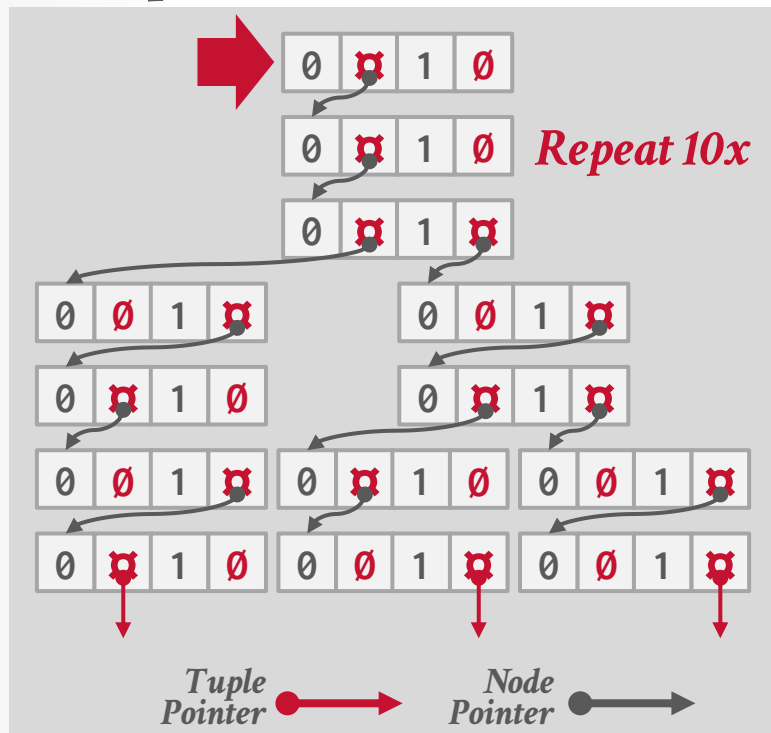 0 ¤ 1 Ø
0 ¤ 1 Ø
Repeat 10x
0 ¤ 1 ¤
0 Ø 1 ¤ 0 Ø 1 ¤
0 ¤ 1 Ø 0 ¤ 1 ¤
0 Ø 1 ¤ 0 ¤ 1 Ø 0 Ø 1 ¤
0 ¤ 1 Ø 0 Ø 1 ¤ 0 Ø 1 ¤
Tuple
Pointer
Node
Pointer